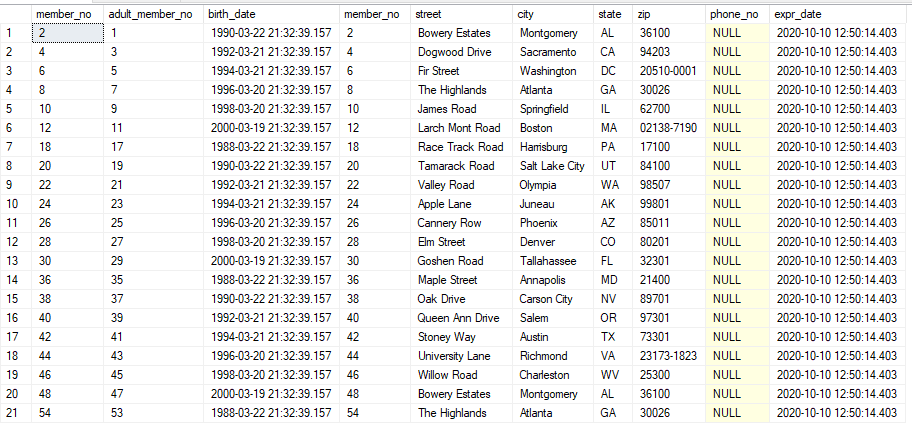 member_no adult_member_no birth_date member_no street city state zip phone_no expr_date
1 2 1 1990-03-22 21:32:39.157 2 Bowery Estates Montgomery AL 36100 NULL 2020-10-10 12:50:14.403
2 4 3 1992-03-21 21:32:39.157 4 Dogwood Drive Sacramento CA 94203 NULL 2020-10-10 12:50:14.403
3 6 5 1994-03-21 21:32:39.157 6 Fir Street Washington DC 20510-0001 NULL 2020-10-10 12:50:14.403
4 8 7 1996-03-20 21:32:39.157 8 The Highlands Atlanta GA 30026 NULL 2020-10-10 12:50:14.403
5 10 9 1998-03-20 21:32:39.157 10 James Road Springfield IL 62700 NULL 2020-10-10 12:50:14.403
6 12 11 2000-03-19 21:32:39.157 12 Larch Mont Road Boston MA 02138-7190 NULL 2020-10-10 12:50:14.403
7 18 17 1988-03-22 21:32:39.157 18 Race Track Road Harrisburg PA 17100 NULL 2020-10-10 12:50:14.403
8 20 19 1990-03-22 21:32:39.157 20 Tamarack Road Salt Lake City UT 84100 NULL 2020-10-10 12:50:14.403
9 22 21 1992-03-21 21:32:39.157 22 Valley Road Olympia WA 98507 NULL 2020-10-10 12:50:14.403
10 24 23 1994-03-21 21:32:39.157 24 Apple Lane Juneau AK 99801 NULL 2020-10-10 12:50:14.403
11 26 25 1996-03-20 21:32:39.157 26 Cannery Row Phoenix AZ 85011 NULL 2020-10-10 12:50:14.403
12 28 27 1998-03-20 21:32:39.157 28 Elm Street Denver CO 80201 NULL 2020-10-10 12:50:14.403
13 30 29 2000-03-19 21:32:39.157 30 Goshen Road Tallahassee FL 32301 NULL 2020-10-10 12:50:14.403
14 36 35 1988-03-22 21:32:39.157 36 Maple Street Annapolis MD 21400 NULL 2020-10-10 12:50:14.403
15 38 37 1990-03-22 21:32:39.157 38 Oak Drive Carson City NV 89701 NULL 2020-10-10 12:50:14.403
16 40 39 1992-03-21 21:32:39.157 40 Queen Ann Drive Salem OR 97301 NULL 2020-10-10 12:50:14.403
17 42 41 1994-03-21 21:32:39.157 42 Stoney Way Austin TX 73301 NULL 2020-10-10 12:50:14.403
18 44 43 1996-03-20 21:32:39.157 44 University Lane Richmond VA 23173-1823 NULL 2020-10-10 12:50:14.403
19 46 45 1998-03-20 21:32:39.157 46 Willow Road Charleston WV 25300 NULL 2020-10-10 12:50:14.403
20 48 47 2000-03-19 21:32:39.157 48 Bowery Estates Montgomery AL 36100 NULL 2020-10-10 12:50:14.403
21 54 53 1988-03-22 21:32:39.157 54 The Highlands Atlanta GA 30026 NULL 2020-10-10 12:50:14.403